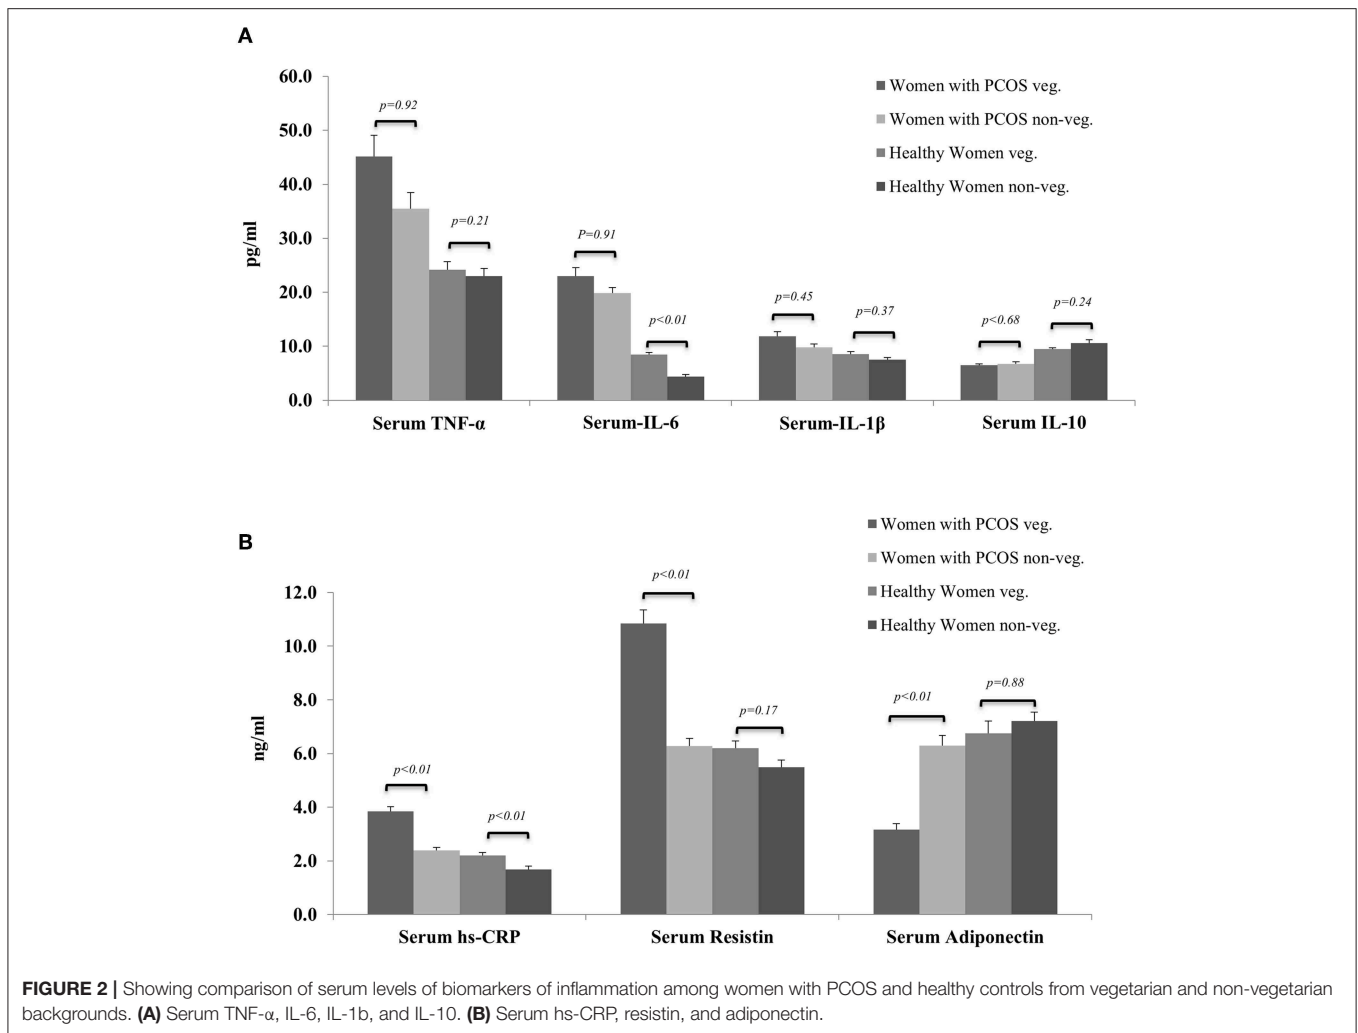 A
60.0
50.0
40.0
30.0
20.0
10.0
0.0
pg/ml
Women with PCOS veg.
Women with PCOS non-veg.
Healthy Women veg.
Healthy Women non-veg.
p=0.92
p=0.21
P=0.91
p<0.01
p=0.45
p=0.37
p<0.68
p=0.24
Serum TNF-α
Serum-IL-6
Serum-IL-1β
Serum IL-10
B
12.0
10.0
8.0
6.0
4.0
2.0
0.0
ng/ml
Women with PCOS veg.
Women with PCOS non-veg.
Healthy Women veg.
Healthy Women non-veg.
p<0.01
p<0.01
p<0.01
p=0.17
p<0.01
p=0.88
Serum hs-CRP
Serum Resistin
Serum Adiponectin
FIGURE 2 | Showing comparison of serum levels of biomarkers of inflammation among women with PCOS and healthy controls from vegetarian and non-vegetarian
backgrounds. (A) Serum TNF-α, IL-6, IL-1b, and IL-10. (B) Serum hs-CRP, resistin, and adiponectin.